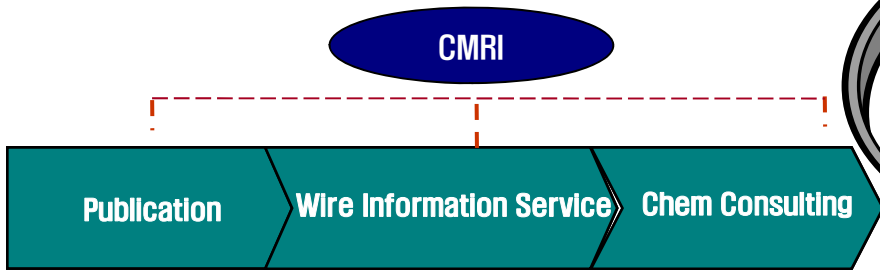 CMRI
Publication
Wire Information Service
Chem Consulting